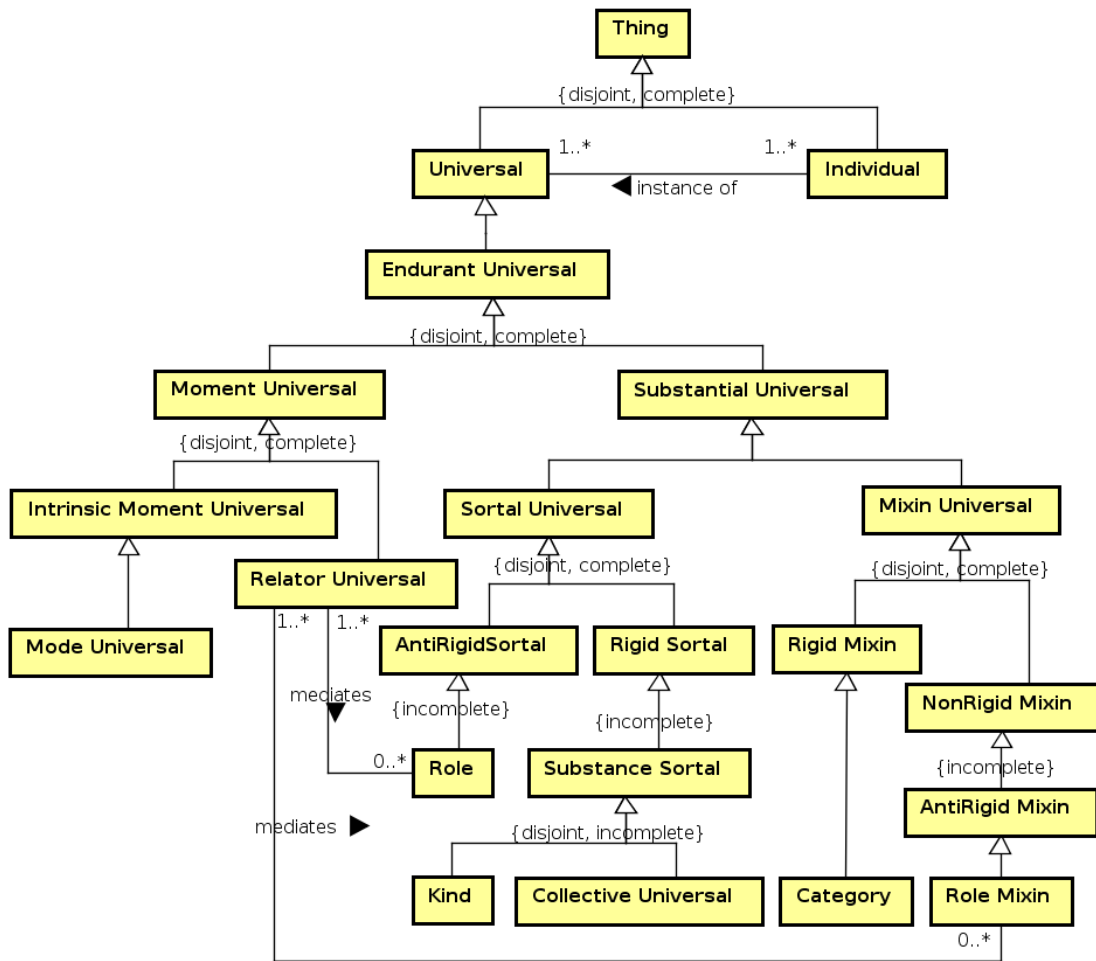 Thing
{disjoint, complete}
1..*
1..*
Universal
Individual
instance of
Endurant Universal
{disjoint, complete}
Moment Universal
Substantial Universal
{disjoint, complete}
Intrinsic Moment Universal
Sortal Universal
Mixin Universal
{disjoint, complete}
{disjoint, complete}
Relator Universal
1..*
1..*
Mode Universal
AntiRigidSortal
Rigid Sortal
Rigid Mixin
mediates
{incomplete}
{incomplete}
NonRigid Mixin
0..*
Role
Substance Sortal
{incomplete}
AntiRigid Mixin
mediates
{disjoint, incomplete}
Kind
Collective Universal
Category
Role Mixin
0..*